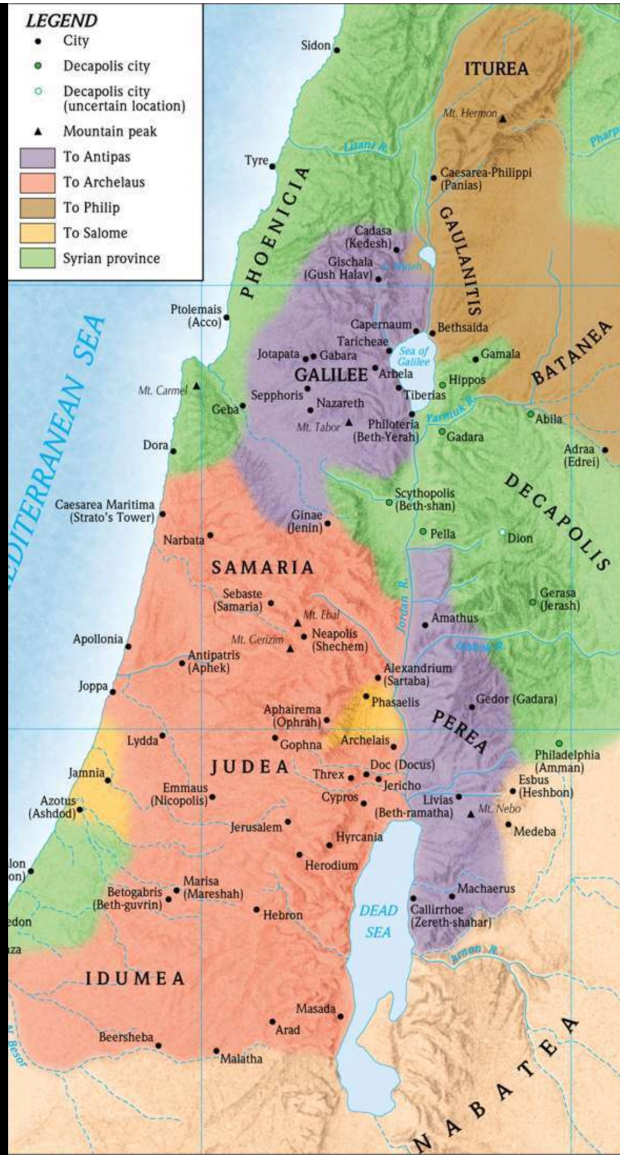 LEGEND
City
Decapolis city
Decapolis city
(uncertain location)
Mountain peak
To Antipas
To Archelaus
To Philip
To Salome
Syrian province
Sidon
ITUREA
Mt. Hermon
Litani R.
Tyre
Caesarea-Philippi
(Panias)
PHOENICIA
GAULANITIS
Cadasa
(Kedesh)
Gischala
(Gush Halav)
Ptolemais
(Acco)
Capernaum
Bethsaida
Taricheae
Sea of
Galilee
Gamala
BATANEA
Jotapata
Gabara
GALILEE
Arbela
Hippos
Mt. Carmel
Sepphoris
Tiberias
Nazareth
Geba
Mt. Tabor
Philoteria
(Beth-Yerah)
Yarmuk R.
Abila
Gadara
Dora
Adraa
(Edrei)
EDITERRANEAN SEA
DECAPOLIS
Scythopolis
(Beth-shan)
Caesarea Maritima
(Strato's Tower)
Ginae
(Jenin)
Narbata
Pella
Dion
SAMARIA
Sebaste
(Samaria)
Gerasa
(Jerash)
Mt. Ebal
Jordan R.
Amathus
Neapolis
(Shechem)
Mt. Gerizim
Apollonia
Antipatris
(Aphek)
Alexandrium
(Sartaba)
Joppa
Phasaelis
Gedor (Gadara)
PEREA
Aphairema
(Ophrah)
Lydda
Gophna
Archelais
Philadelphia
(Amman)
JUDEA
Doc (Docus)
Threx
Jericho
Jamnia
Emmaus
(Nicopolis)
Esbus
(Heshbon)
Cypros
Livias
(Beth-ramatha)
Mt. Nebo
Azotus
(Ashdod)
Jerusalem
Medeba
Hyrcania
Herodium
lon
on)
Marisa
(Mareshah)
Betogabris
(Beth-guvrin)
Machaerus
Callirrhoe
(Zereth-shahar)
Hebron
DEAD
SEA
edon
aza
Arnon R.
IDUMEA
Masada
Arad
Beersheba
Malatha
Besor
NABATEA